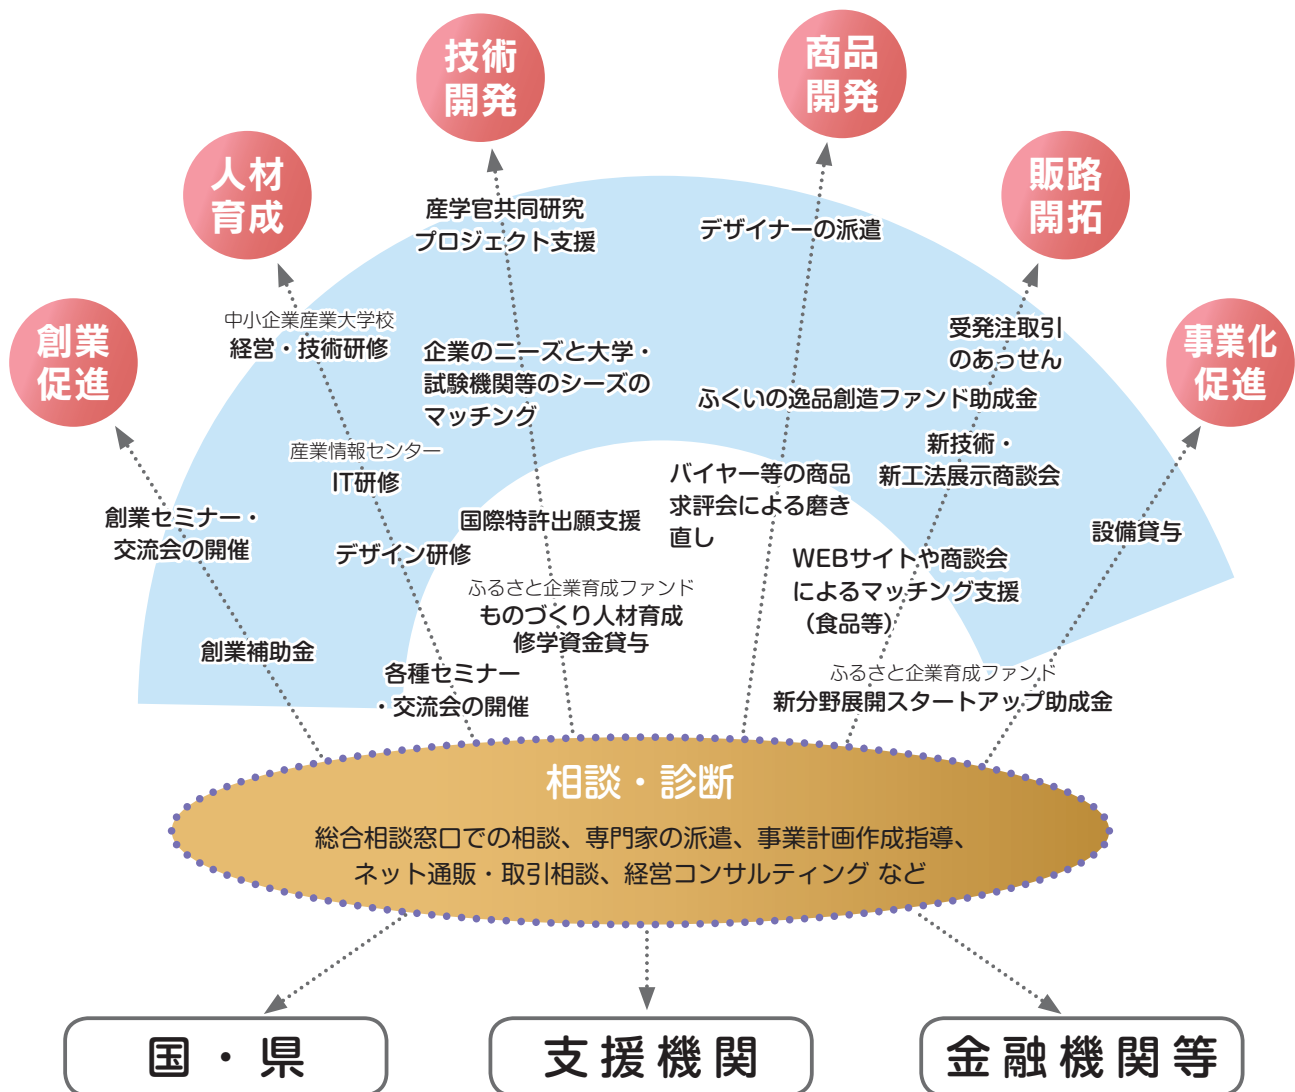 技術
開発
商品
開発
人材
育成
販路
開拓
創業
促進
事業化
促進
産学官共同研究
プロジェクト支援
デザイナーの派遣
中小企業産業大学校
経営・技術研修
企業のニーズと大学・
試験機関等のシーズの
マッチング
受発注取引
のあっせん
ふくいの逸品創造ファンド助成金
産業情報センター
IT研修
新技術・
新工法展示商談会
バイヤー等の商品
求評会による磨き
直し
創業セミナー・
交流会の開催
国際特許出願支援
設備貸与
デザイン研修
WEBサイトや商談会
によるマッチング支援
（食品等）
ふるさと企業育成ファンド
ものづくり人材育成
修学資金貸与
創業補助金
各種セミナー
・交流会の開催
ふるさと企業育成ファンド
新分野展開スタートアップ助成金
相談・診断
総合相談窓口での相談、専門家の派遣、事業計画作成指導、
ネット通販・取引相談、経営コンサルティング など
国・県
支援機関
金融機関等